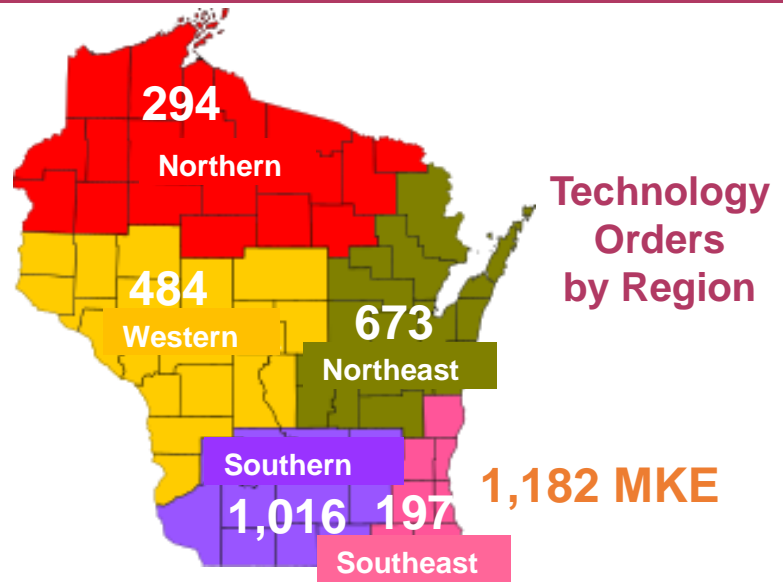 294
Northern
Technology
Orders
by Region
484
Western
673
Northeast
Southern
1,016
197
1,182 MKE
Southeast